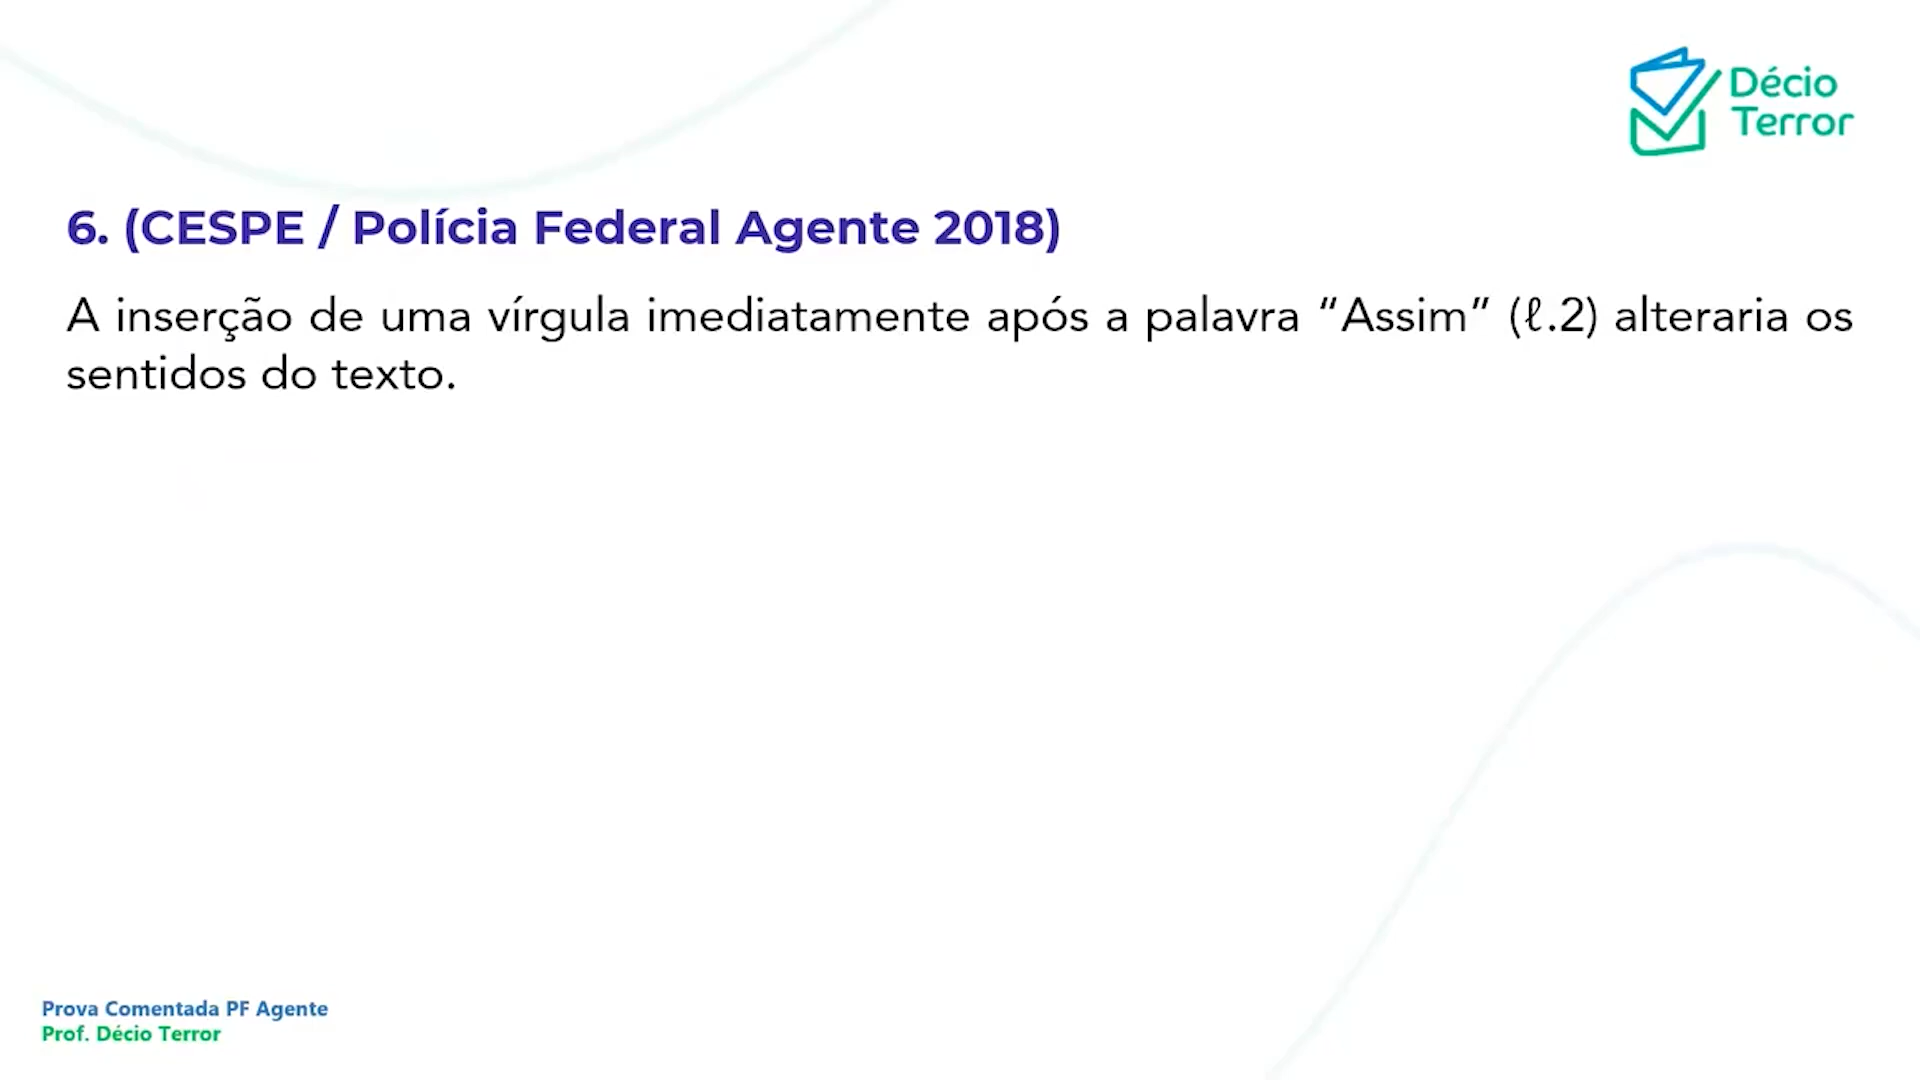 Décio
Terror
6. (CESPE / Polícia Federal Agente 2018)
A inserção de uma vírgula imediatamente após a palavra “Assim” (ℓ.2) alteraria os
sentidos do texto.
Prova Comentada PF Agente
Prof. Décio Terror